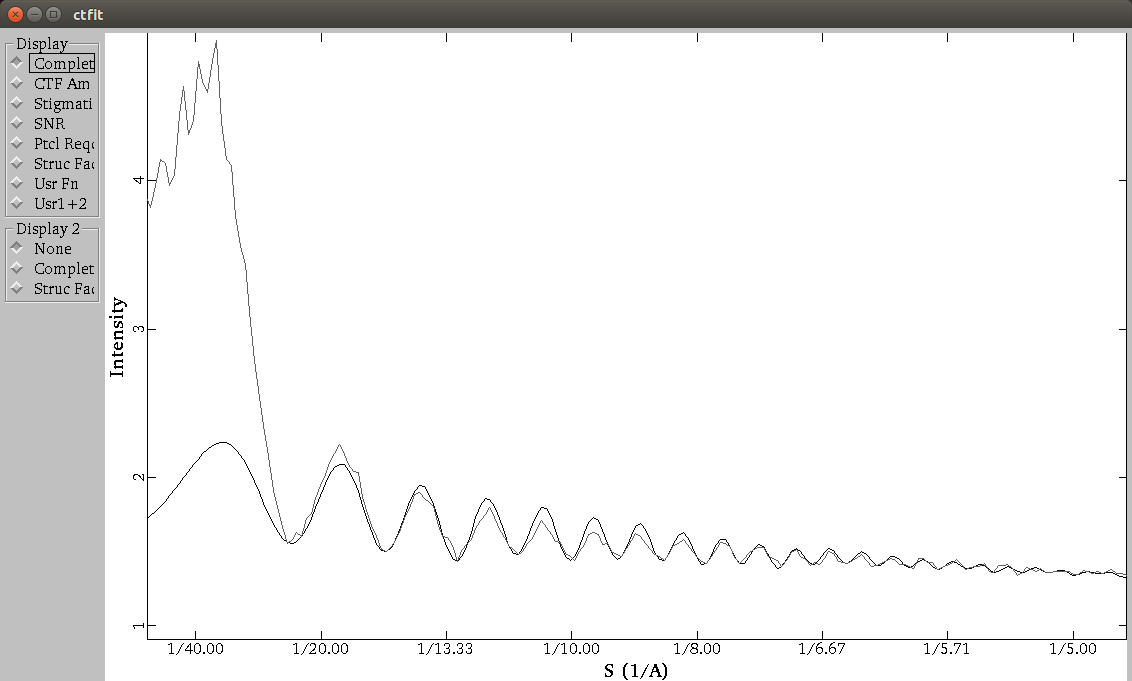 ctfit
Display
Complet
CTF Am
Stigmati
SNR
Ptcl Req
Struc Fa
Usr Fn
Usr1+2
Display 2
None
Complet
Struc Fa
Intensity
4
3
2
1
1/40.00 1/20.00 1/13.33 1/10.00 1/8.00 1/6.67 1/5.71 1/5.00
S (1/A)